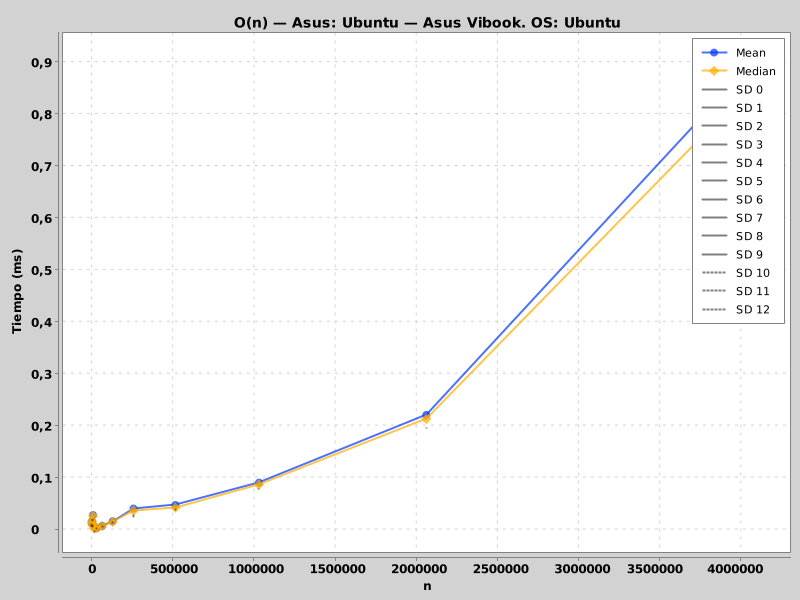 O(n) — Asus: Ubuntu — Asus Vibook. OS: Ubuntu
Mean
Median
SD 0
SD 1
SD 2
SD 3
SD 4
SD 5
SD 6
SD 7
SD 8
SD 9
SD 10
SD 11
SD 12
Tiempo (ms)
0,9
0,8
0,7
0,6
0,5
0,4
0,3
0,2
0,1
0
0 500000 1000000 1500000 2000000 2500000 3000000 3500000 4000000
n